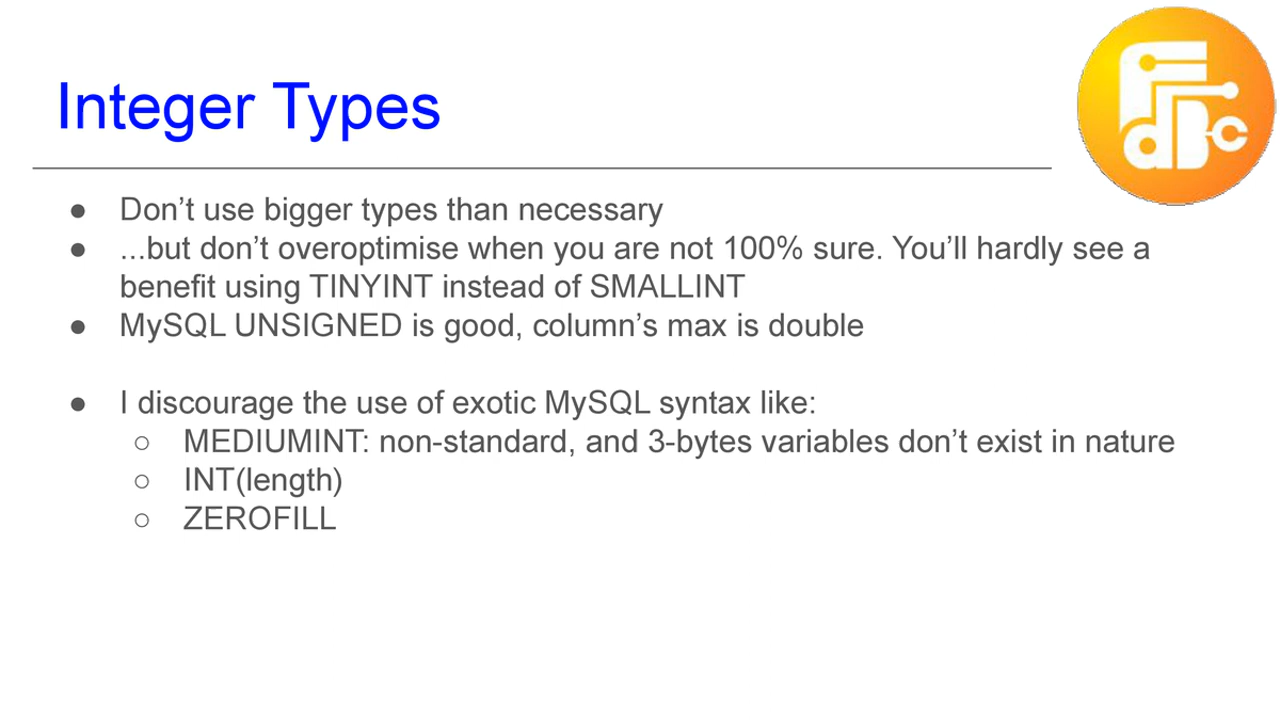 Integer Types
● Don’t use bigger types than necessary
● ...but don’t overoptimise when you are not 100% sure. You’ll hardly see a
benefit using TINYINT instead of SMALLINT
● MySQL UNSIGNED is good, column’s max is double
● I discourage the use of exotic MySQL syntax like:
○ MEDIUMINT: non-standard, and 3-bytes variables don’t exist in nature
○ INT(length)
○ ZEROFILL